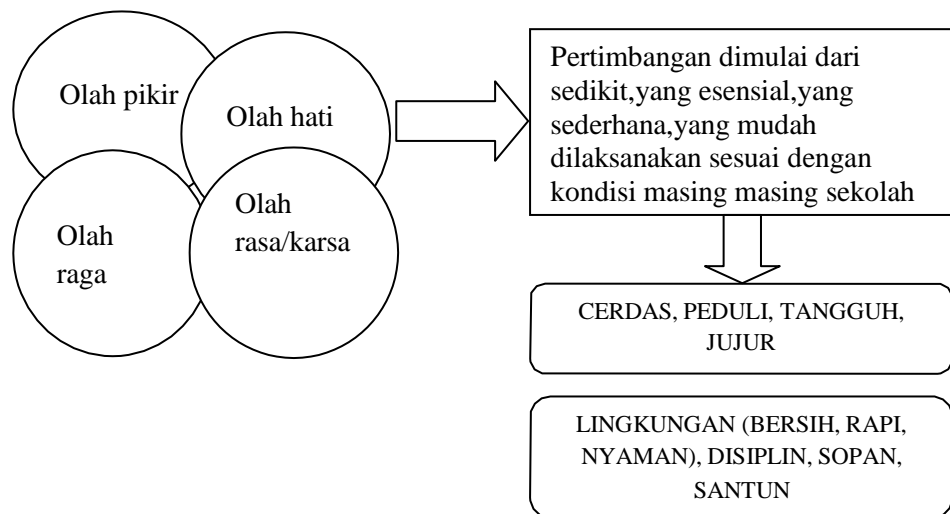 Olah pikir
Olah hati
Olah
raga
Olah
rasa/karsa
Pertimbangan dimulai dari
sedikit,yang esensial,yang
sederhana,yang mudah
dilaksanakan sesuai dengan
kondisi masing masing sekolah
CERDAS, PEDULI, TANGGUH,
JUJUR
LINGKUNGAN (BERSIH, RAPI,
NYAMAN), DISIPLIN, SOPAN,
SANTUN